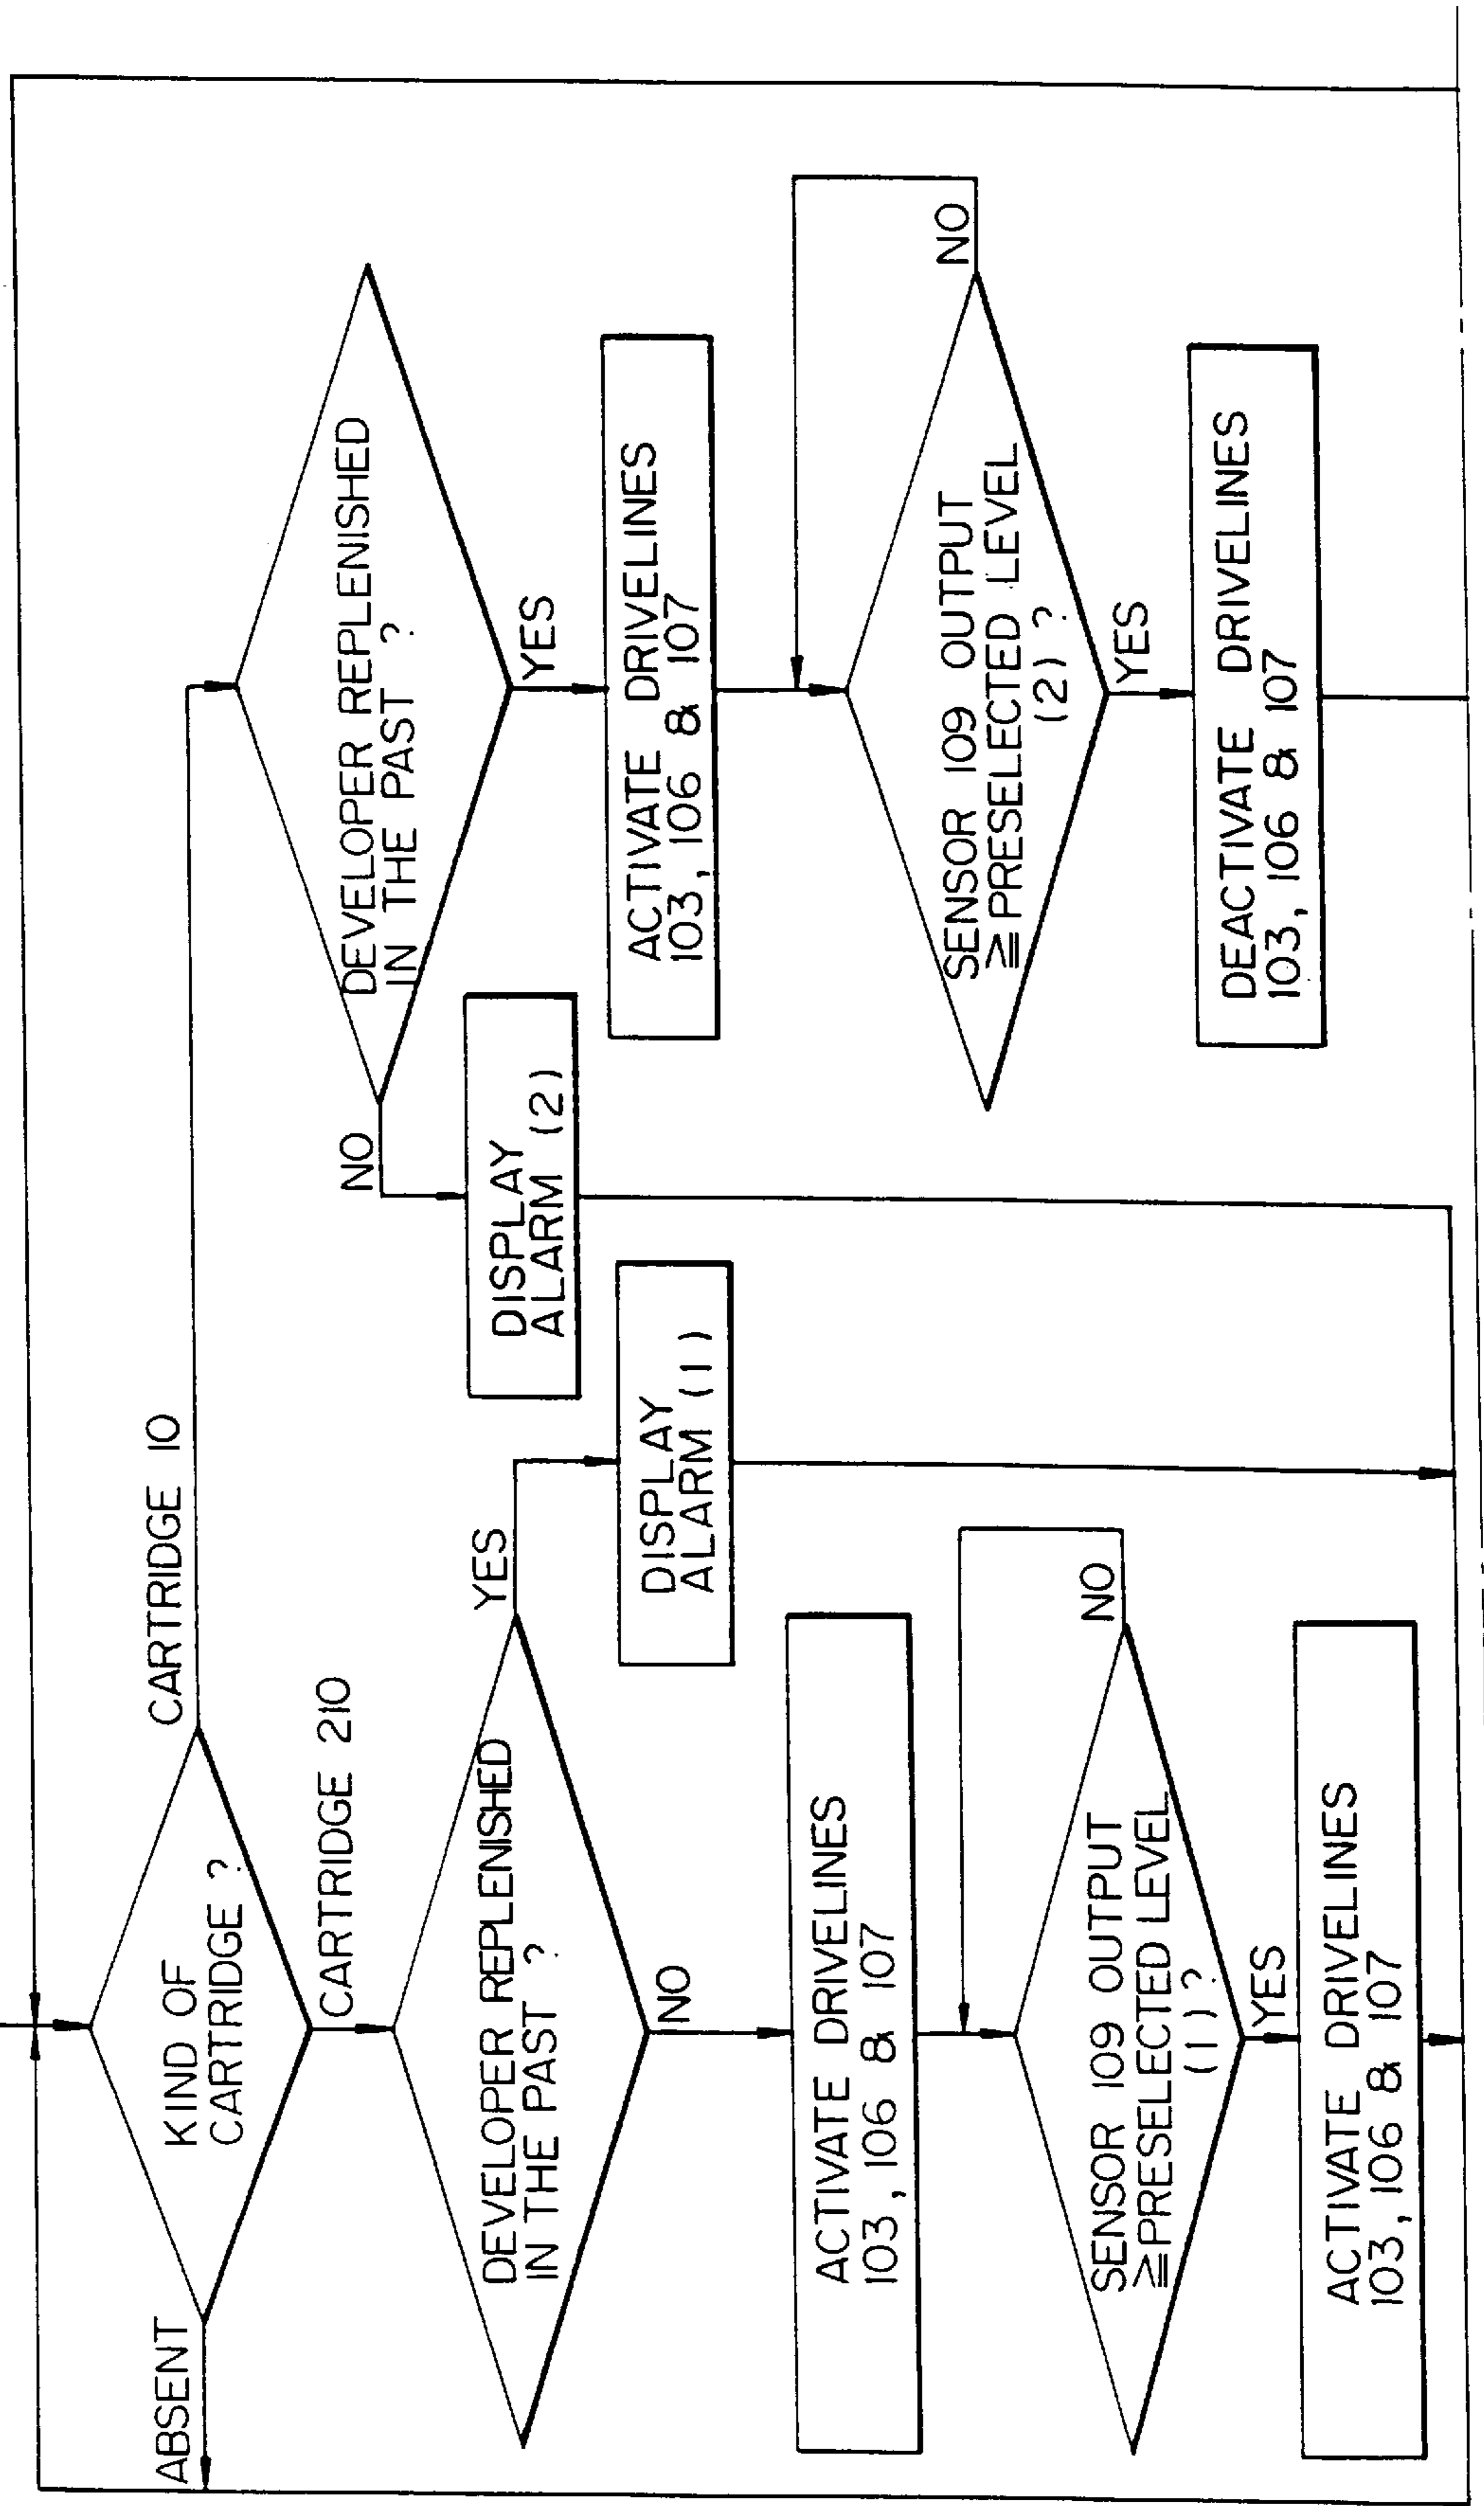 KIND OF
CARTRIDGE ?
ABSENT
CARTRIDGE 10
CARTRIDGE 210
DEVELOPER REPLENISHED
IN THE PAST ?
YES
DISPLAY
ALARM (1)
NO
ACTIVATE DRIVELINES
103, 106 & 107
SENSOR 109 OUTPUT
≧PRESELECTED LEVEL
(1) ?
NO
YES
ACTIVATE DRIVELINES
103, 106 & 107
DEVELOPER REPLENISHED
IN THE PAST ?
NO
DISPLAY
ALARM (2)
YES
ACTIVATE DRIVELINES
103, 106 & 107
SENSOR 109 OUTPUT
≧PRESELECTED LEVEL
(2) ?
NO
YES
DEACTIVATE DRIVELINES
103, 106 & 107